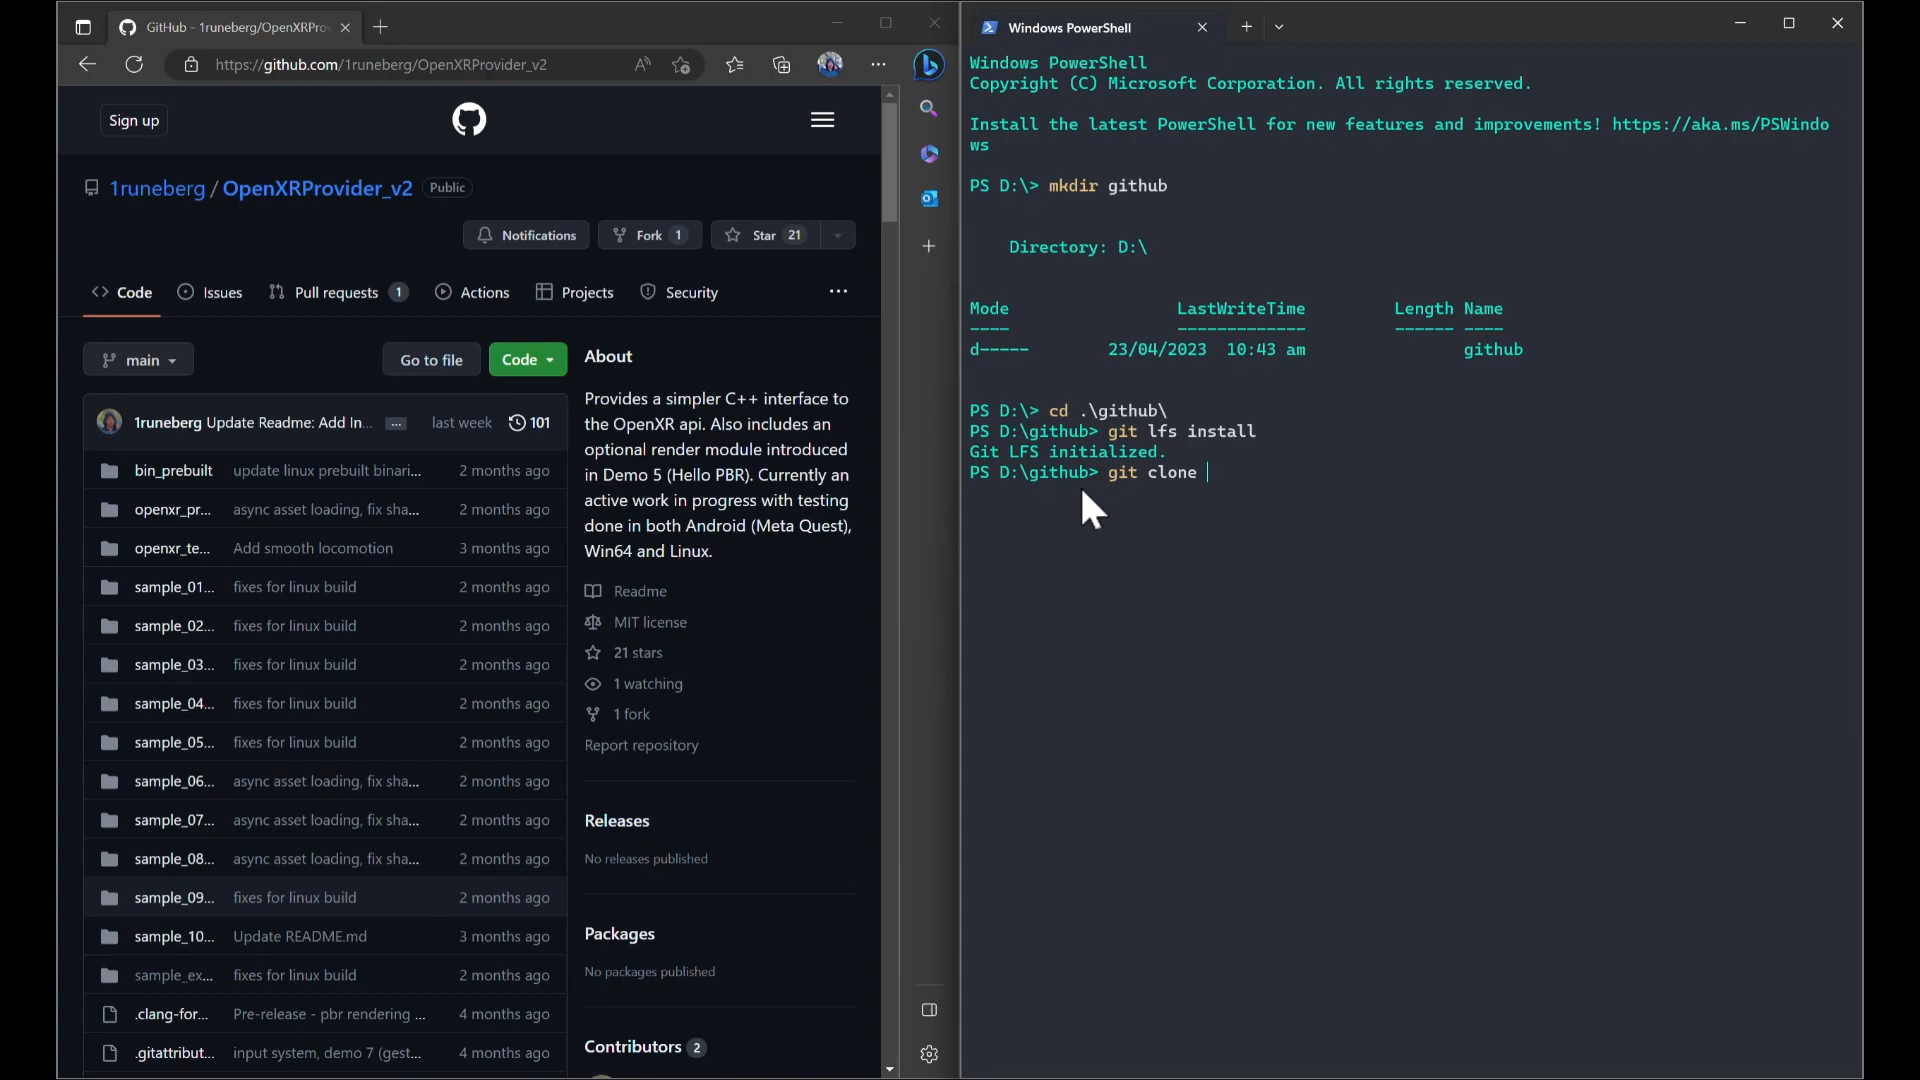 GitHub - 1runeberg/OpenXRPro
https://github.com/1runeberg/OpenXRProvider_v2
Sign up
1runeberg / OpenXRProvider_v2 Public
Notifications Fork 1 Star 21
Code Issues Pull requests 1 Actions Projects Security ...
main Go to file Code
1runeberg Update Readme: Add In... ... last week 101
bin_prebuilt update linux prebuilt binari... 2 months ago
openxr_pr... async asset loading, fix sha... 2 months ago
openxr_te... Add smooth locomotion 3 months ago
sample_01... fixes for linux build 2 months ago
sample_02... fixes for linux build 2 months ago
sample_03... fixes for linux build 2 months ago
sample_04... fixes for linux build 2 months ago
sample_05... fixes for linux build 2 months ago
sample_06... async asset loading, fix sha... 2 months ago
sample_07... async asset loading, fix sha... 2 months ago
sample_08... async asset loading, fix sha... 2 months ago
sample_09... fixes for linux build 2 months ago
sample_10... Update README.md 3 months ago
sample_ex... fixes for linux build 2 months ago
.clang-for... Pre-release - pbr rendering ... 4 months ago
.gitattribut... input system, demo 7 (gest... 4 months ago
About
Provides a simpler C++ interface to
the OpenXR api. Also includes an
optional render module introduced
in Demo 5 (Hello PBR). Currently an
active work in progress with testing
done in both Android (Meta Quest),
Win64 and Linux.
Readme
MIT license
21 stars
1 watching
1 fork
Report repository
Releases
No releases published
Packages
No packages published
Contributors 2
Windows PowerShell
Windows PowerShell
Copyright (C) Microsoft Corporation. All rights reserved.
Install the latest PowerShell for new features and improvements! https://aka.ms/PSWindo
ws
PS D:\> mkdir github
Directory: D:\
Mode LastWriteTime Length Name
---- ------------- ------ ----
d----- 23/04/2023 10:43 am github
PS D:\> cd .\github\
PS D:\github> git lfs install
Git LFS initialized.
PS D:\github> git clone